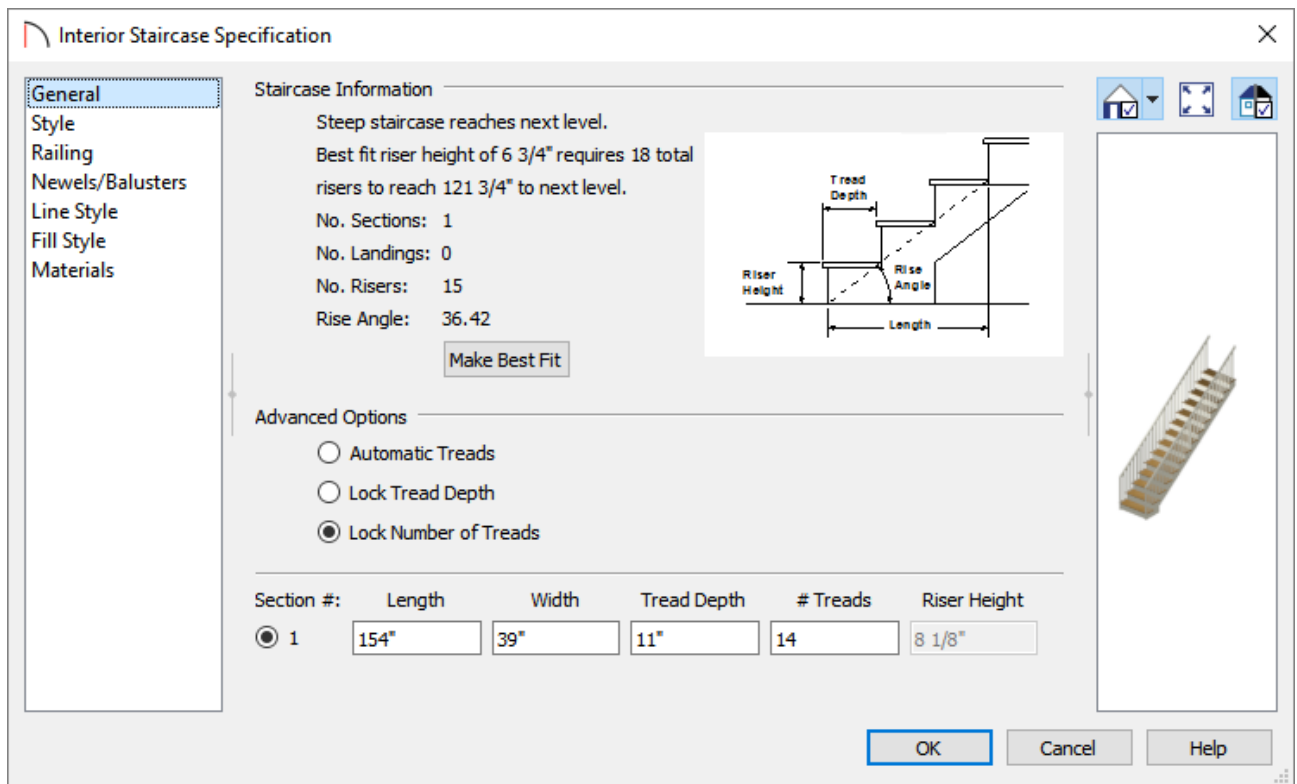 Interior Staircase Specification
General
Style
Railing
Newels/Balusters
Line Style
Fill Style
Materials
Staircase Information
Steep staircase reaches next level.
Best fit riser height of 6 3/4" requires 18 total
risers to reach 121 3/4" to next level.
No. Sections: 1
No. Landings: 0
No. Risers: 15
Rise Angle: 36.42
Make Best Fit
Tread
Depth
Riser
Height
Rise
Angle
Length
Advanced Options
Automatic Treads
Lock Tread Depth
Lock Number of Treads
Section #: Length Width Tread Depth # Treads Riser Height
1 154" 39" 11" 14 8 1/8"
OK Cancel Help